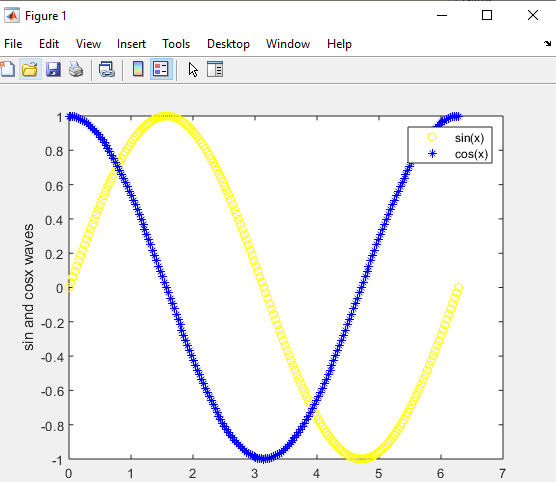 Figure 1
File Edit View Insert Tools Desktop Window Help
sin(x)
cos(x)
sin and cosx waves
1
0.8
0.6
0.4
0.2
0
-0.2
-0.4
-0.6
-0.8
-1
0 1 2 3 4 5 6 7